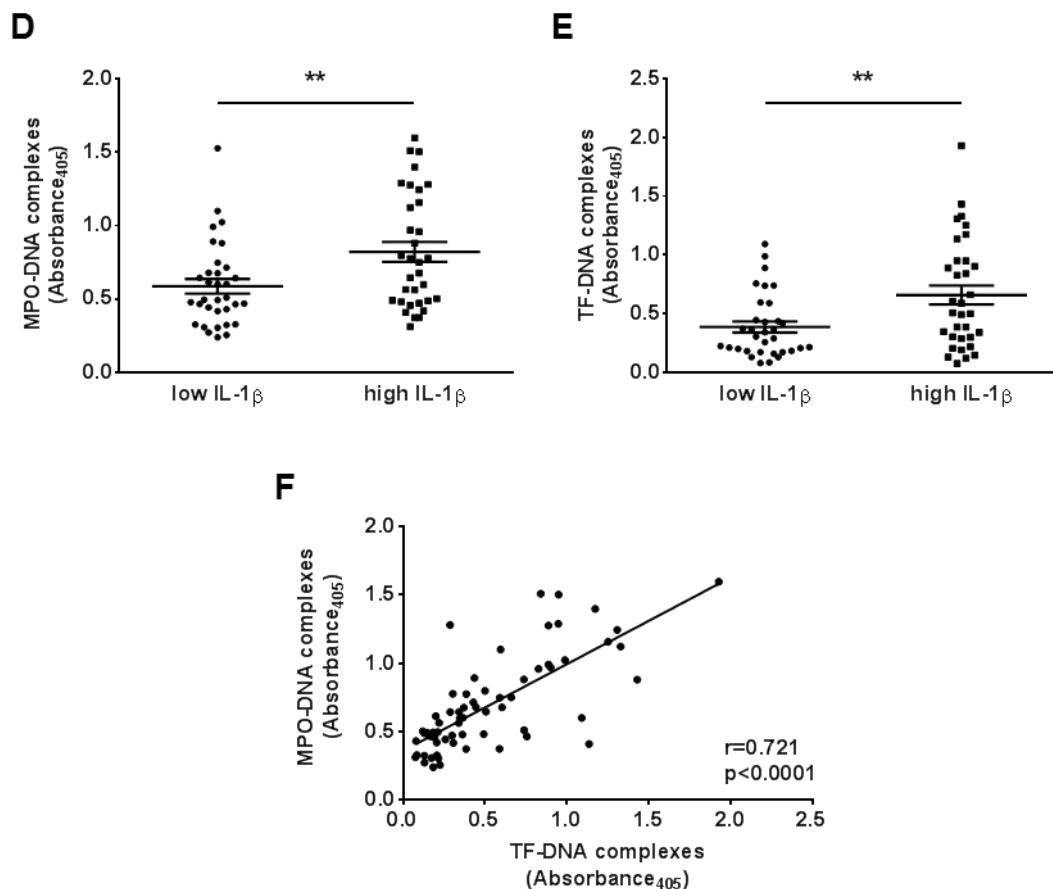 D
**
MPO-DNA complexes
(Absorbance405)
2.0
1.5
1.0
0.5
0.0
low IL-1β
high IL-1β
E
**
TF-DNA complexes
(Absorbance405)
2.5
2.0
1.5
1.0
0.5
0.0
low IL-1β
high IL-1β
F
MPO-DNA complexes
(Absorbance405)
2.0
1.5
1.0
0.5
0.0
r=0.721
p<0.0001
0.0 0.5 1.0 1.5 2.0 2.5
TF-DNA complexes
(Absorbance405)